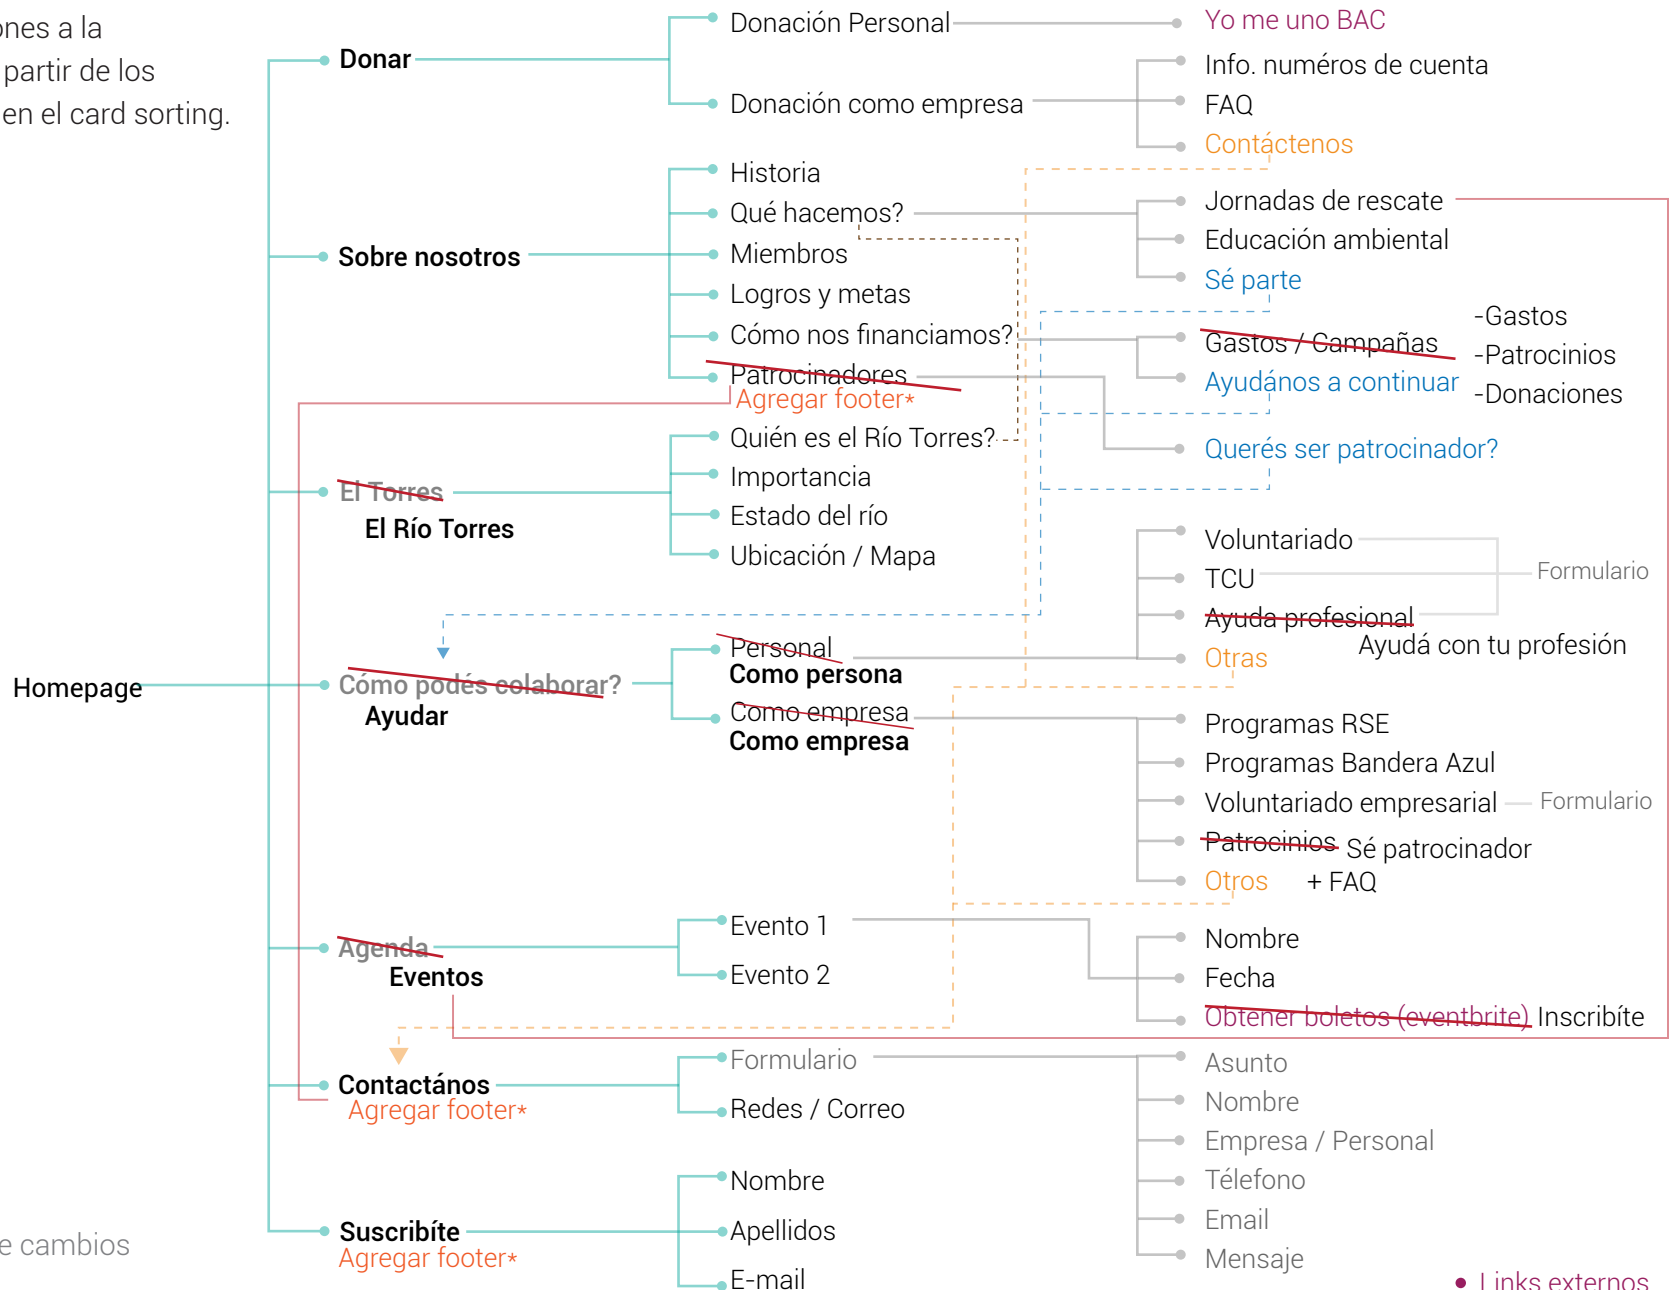 ones a la
partir de los
en el card sorting.
Homepage
Donar
Donación Personal
Yo me uno BAC
Donación como empresa
Info. numéros de cuenta
FAQ
Contáctenos
Sobre nosotros
Historia
Qué hacemos?
Jornadas de rescate
Educación ambiental
Sé parte
Miembros
Logros y metas
Cómo nos financiamos?
Gastos / Campañas
-Gastos
-Patrocinios
-Donaciones
Ayudános a continuar
Patrocinadores
Agregar footer*
Querés ser patrocinador?
El Torres
El Río Torres
Quién es el Río Torres?
Importancia
Estado del río
Ubicación / Mapa
Cómo podés colaborar?
Ayudar
Personal
Como persona
Voluntariado
TCU
Formulario
Ayuda profesional
Ayudá con tu profesión
Otras
Como empresa
Como empresa
Programas RSE
Programas Bandera Azul
Voluntariado empresarial
Formulario
Patrocinios
Sé patrocinador
Otros
+ FAQ
Agenda
Eventos
Evento 1
Evento 2
Nombre
Fecha
Obtener boletos (eventbrite)
Inscribíte
Contactános
Agregar footer*
Formulario
Redes / Correo
Asunto
Nombre
Empresa / Personal
Télefono
Email
Mensaje
Suscribíte
Agregar footer*
Nombre
Apellidos
E-mail
e cambios
Links externos